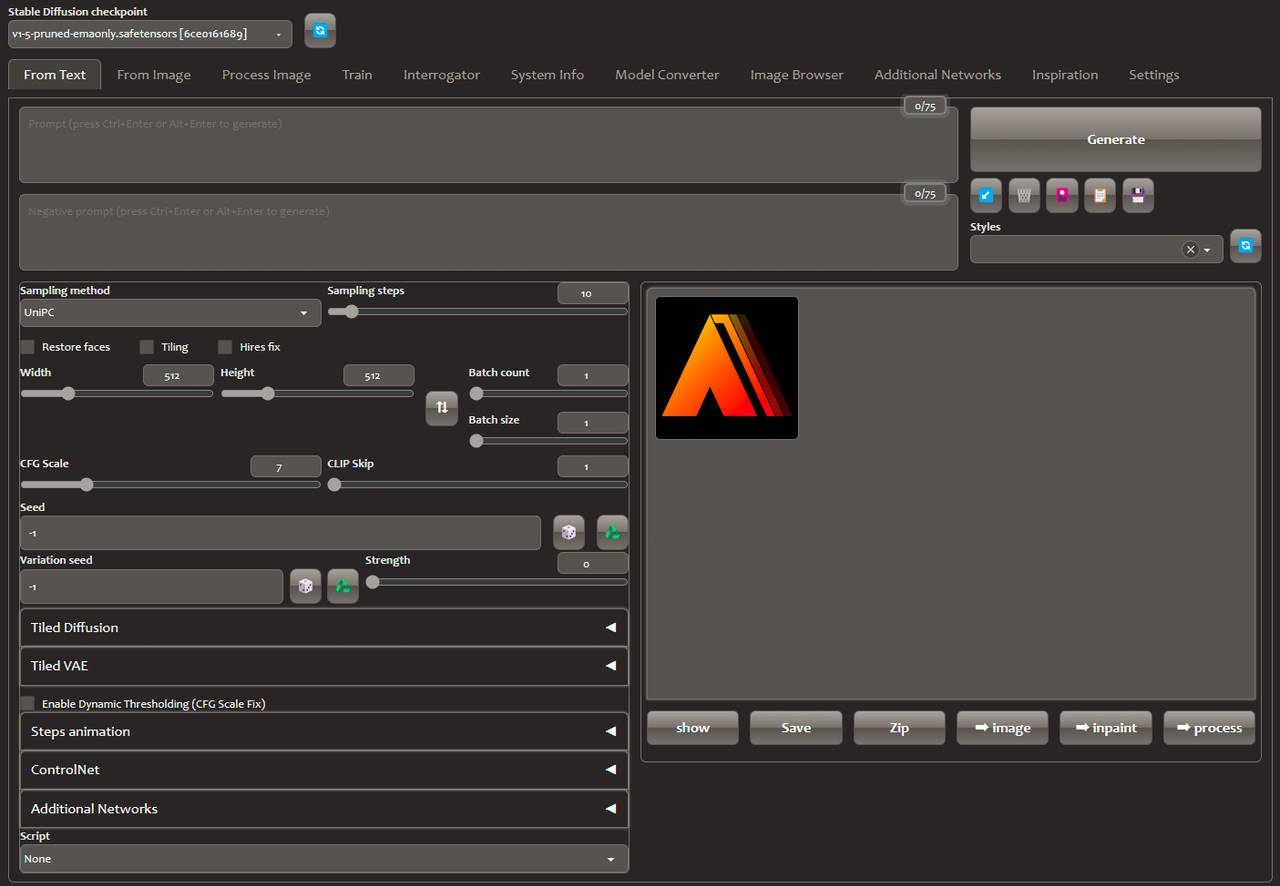 Stable Diffusion checkpoint
v1-5-pruned-emaonly.safetensors [6ce0161689]
From Text From Image Process Image Train Interrogator System Info Model Converter Image Browser Additional Networks Inspiration Settings
0/75
Prompt (press Ctrl+Enter or Alt+Enter to generate)
Generate
0/75
Negative prompt (press Ctrl+Enter or Alt+Enter to generate)
Styles
Sampling method Sampling steps 10
UniPC
Restore faces Tiling Hires fix
Width 512 Height 512 Batch count 1
Batch size 1
CFG Scale 7 CLIP Skip 1
Seed
-1
Variation seed Strength 0
-1
Tiled Diffusion
Tiled VAE
Enable Dynamic Thresholding (CFG Scale Fix)
Steps animation
ControlNet
Additional Networks
Script
None
show Save Zip ➡ image ➡ inpaint ➡ process